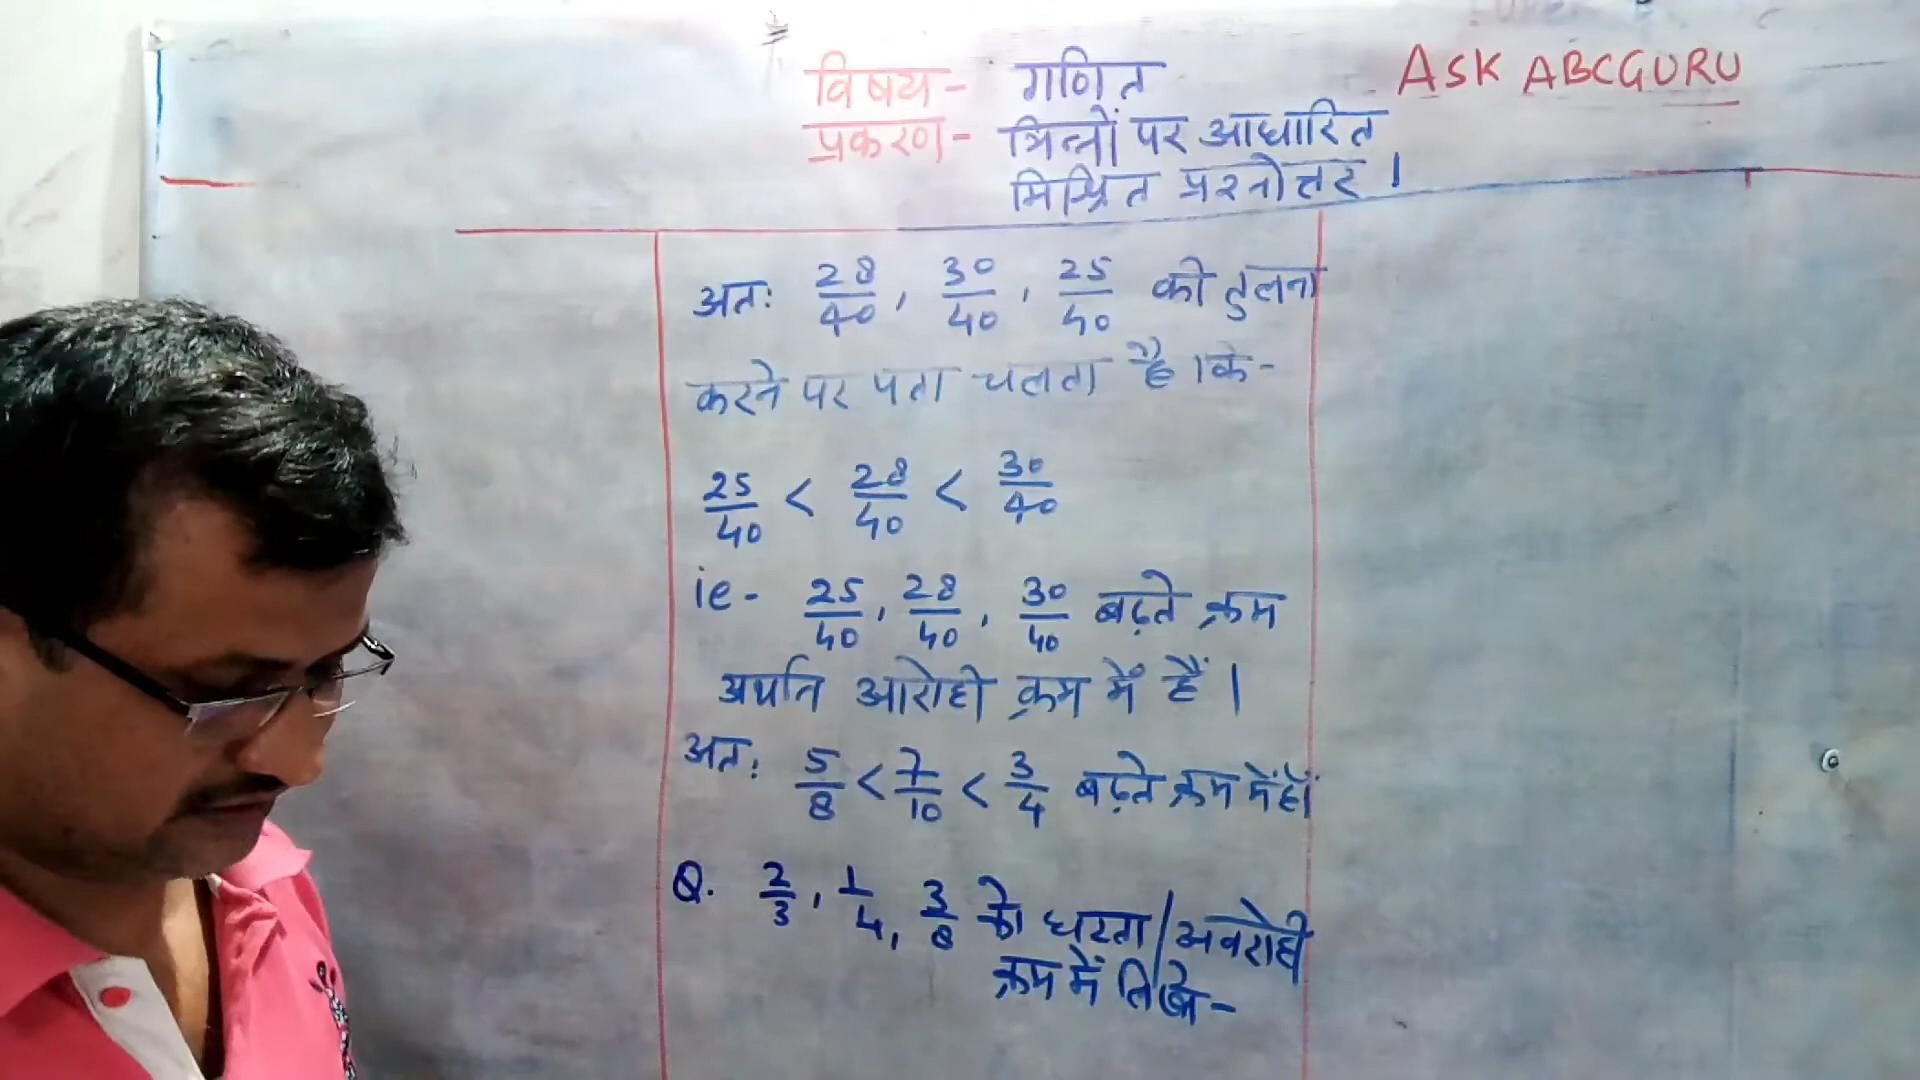 विषय- गणित
ASK ABCGURU
प्रकरण- भिन्नों पर आधारित
मिश्रित प्रश्नोत्तर।
अतः 28/40, 30/40, 25/40 की तुलना
करने पर पता चलता है कि-
25/40 < 28/40 < 30/40
ie- 25/40, 28/40, 30/40 बढ़ते क्रम
अर्थात आरोही क्रम में हैं।
अतः 5/8 < 7/10 < 3/4 बढ़ते क्रम में हैं
Q. 2/3, 1/4, 3/8 को घटता/अवरोही
क्रम में लिखे-